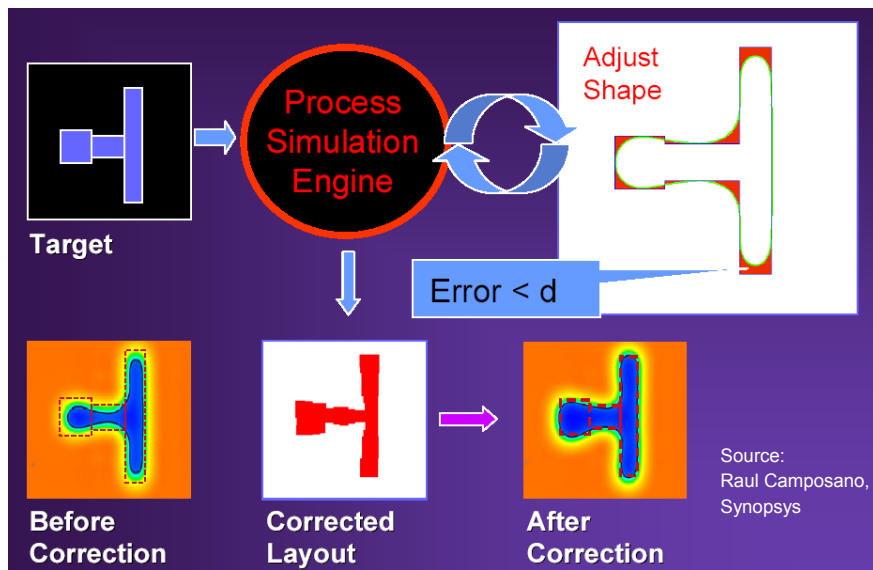 Target
Process
Simulation
Engine
Adjust
Shape
Error < d
Before
Correction
Corrected
Layout
After
Correction
Source:
Raul Camposano,
Synopsys